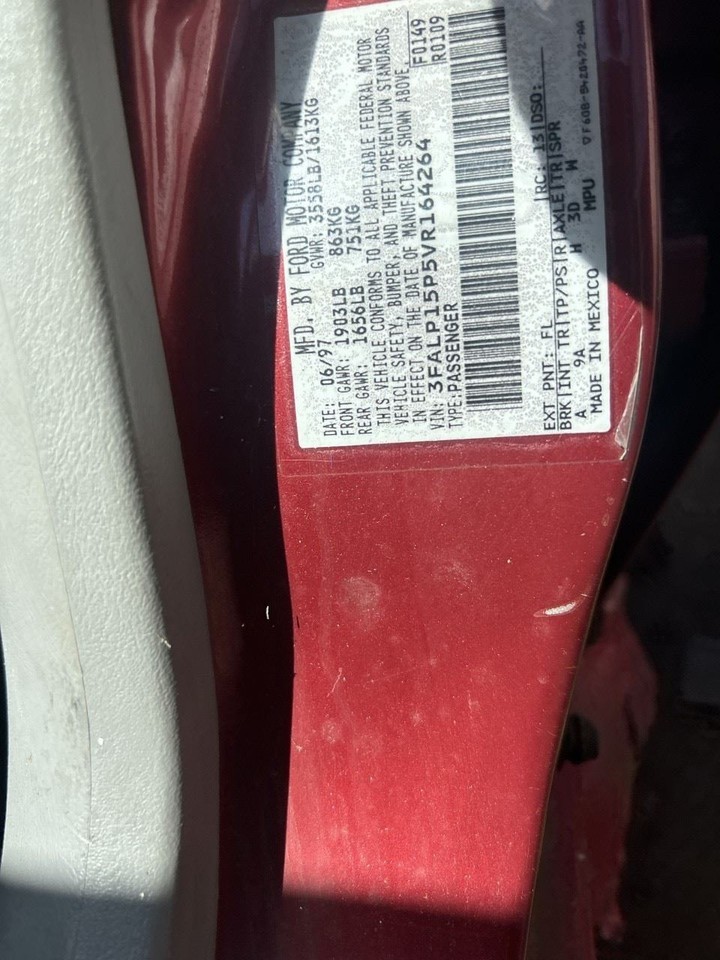 MFD. BY FORD MOTOR COMPANY
DATE: 06/97 GVWR: 3558LB/1613KG
FRONT GAWR: 1903LB 863KG
REAR GAWR: 1656LB 751KG
THIS VEHICLE CONFORMS TO ALL APPLICABLE FEDERAL MOTOR
VEHICLE SAFETY, BUMPER, AND THEFT PREVENTION STANDARDS
IN EFFECT ON THE DATE OF MANUFACTURE SHOWN ABOVE
VIN: 3FALP15P5VR164264 F0149
TYPE: PASSENGER R0109
EXT PNT: FL RC: 13 DSO:
BRK INT TR TP/PS R AXLE TR SPR
A 9A H 3D W
MADE IN MEXICO MPU